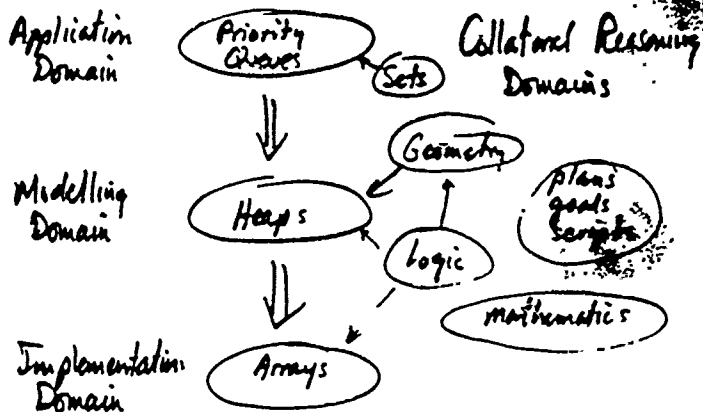 Application
Domain
Priority
Queues
Sets
Collateral Reasoning
Domains
Modelling
Domain
Heaps
Geometry
Logic
plans
goals
scripts
mathematics
Implementation
Domain
Arrays